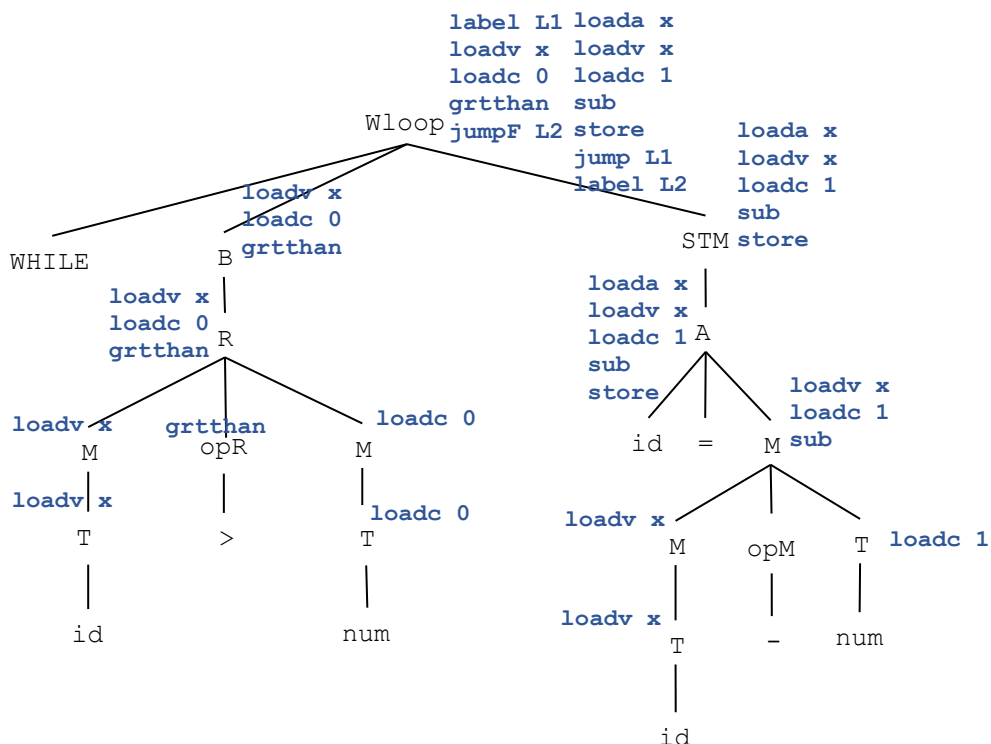 label L1 loada x
loadv x loadv x
loadc 0 loadc 1
grtthan sub
Wloop jumpF L2 store
loada x
jump L1 loadv x
label L2 loadc 1
loadv x sub
loadc 0 STM store
WHILE B grtthan
loada x
loadv x loadv x
loadc 0 loadc 1 A
grtthan R sub
store loadv x
loadv x grtthan loadc 0 loadc 1
M opR M id = M sub
loadv x loadc 0 loadv x
T > T M opM T loadc 1
loadv x
id num T - num
id